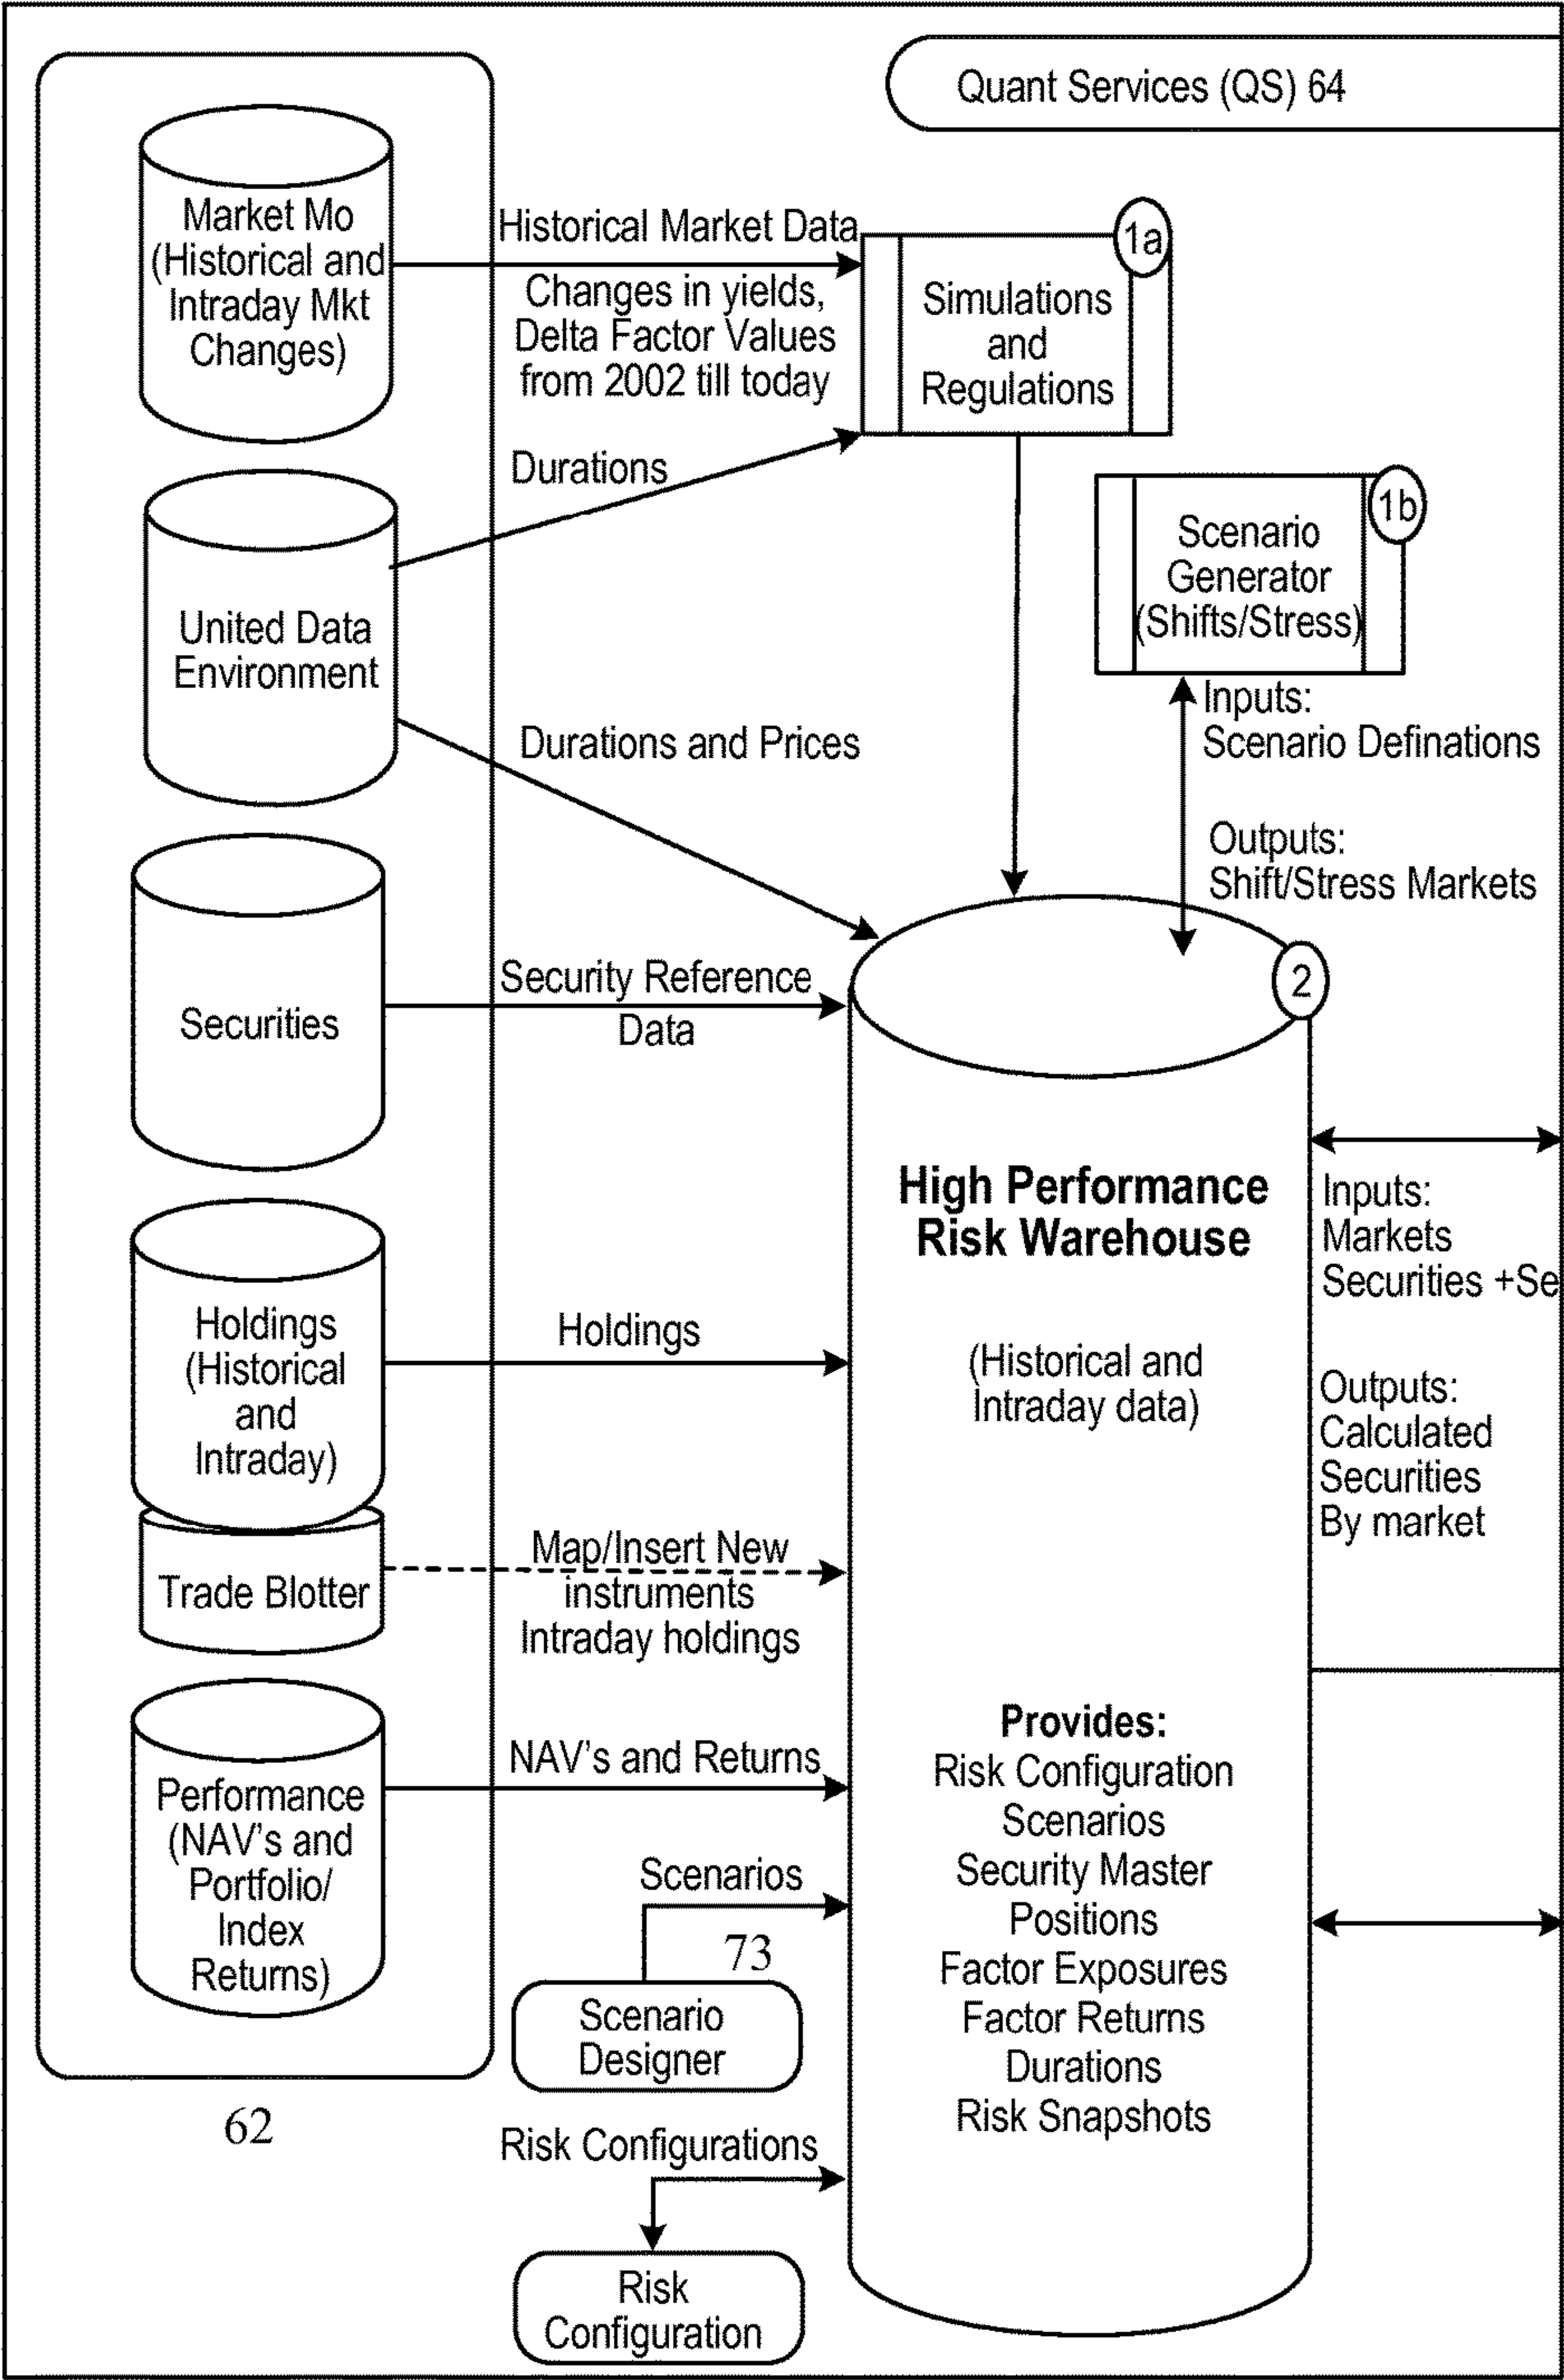 Quant Services (QS) 64
Market Mo
(Historical and
Intraday Mkt
Changes)
Historical Market Data
Changes in yields,
Delta Factor Values
from 2002 till today
1a
Simulations
and
Regulations
Durations
1b
Scenario
Generator
(Shifts/Stress)
United Data
Environment
Inputs:
Scenario Definations
Durations and Prices
Outputs:
Shift/Stress Markets
Securities
Security Reference
Data
2
High Performance
Risk Warehouse
(Historical and
Intraday data)
Inputs:
Markets
Securities +Se
Outputs:
Calculated
Securities
By market
Holdings
(Historical
and
Intraday)
Holdings
Trade Blotter
Map/Insert New
instruments
Intraday holdings
Performance
(NAV's and
Portfolio/
Index
Returns)
NAV's and Returns
Provides:
Risk Configuration
Scenarios
Security Master
Positions
Factor Exposures
Factor Returns
Durations
Risk Snapshots
Scenarios
73
Scenario
Designer
62
Risk Configurations
Risk
Configuration